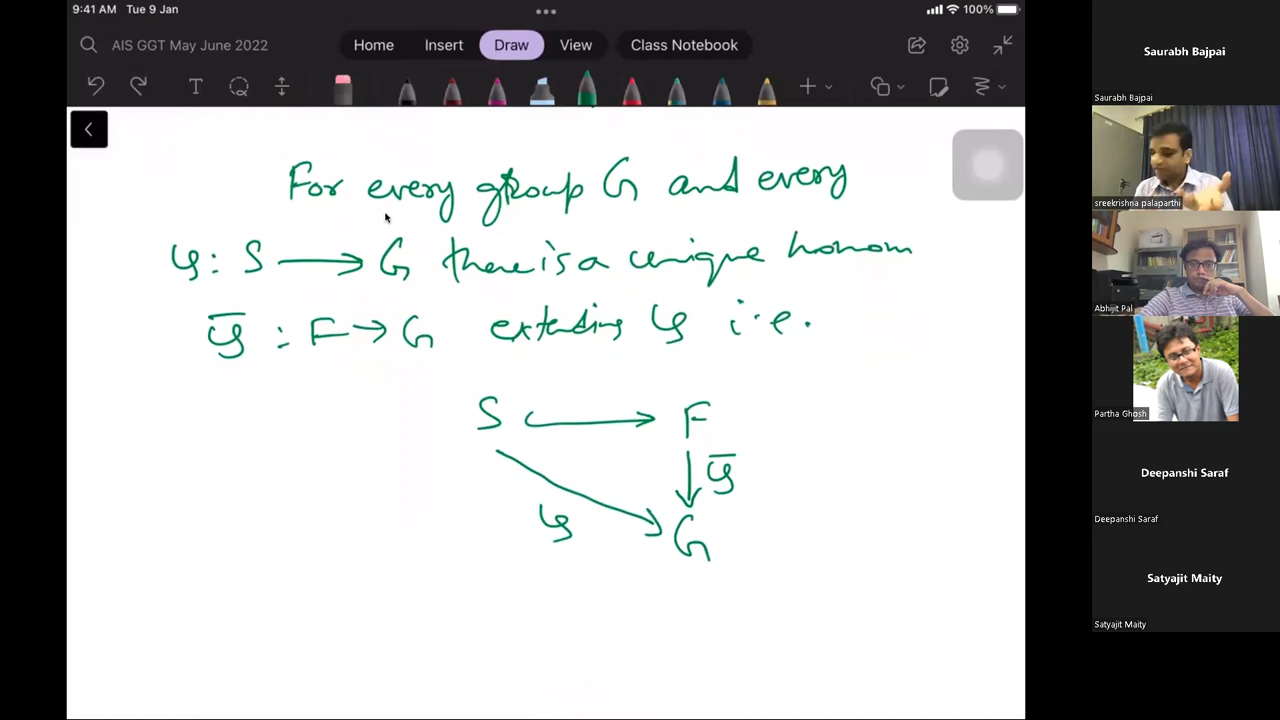 9:41 AM Tue 9 Jan
100%
AIS GGT May June 2022
Home Insert Draw View Class Notebook
T
For every group G and every
φ : S ⟶ G there is a unique homom
φ̅ : F → G extending φ i.e.
S ⟶ F
φ̅
φ
G
Saurabh Bajpai
Saurabh Bajpai
sreekrishna palaparthi
Abhijit Pal
Partha Ghosh
Deepanshi Saraf
Deepanshi Saraf
Satyajit Maity
Satyajit Maity